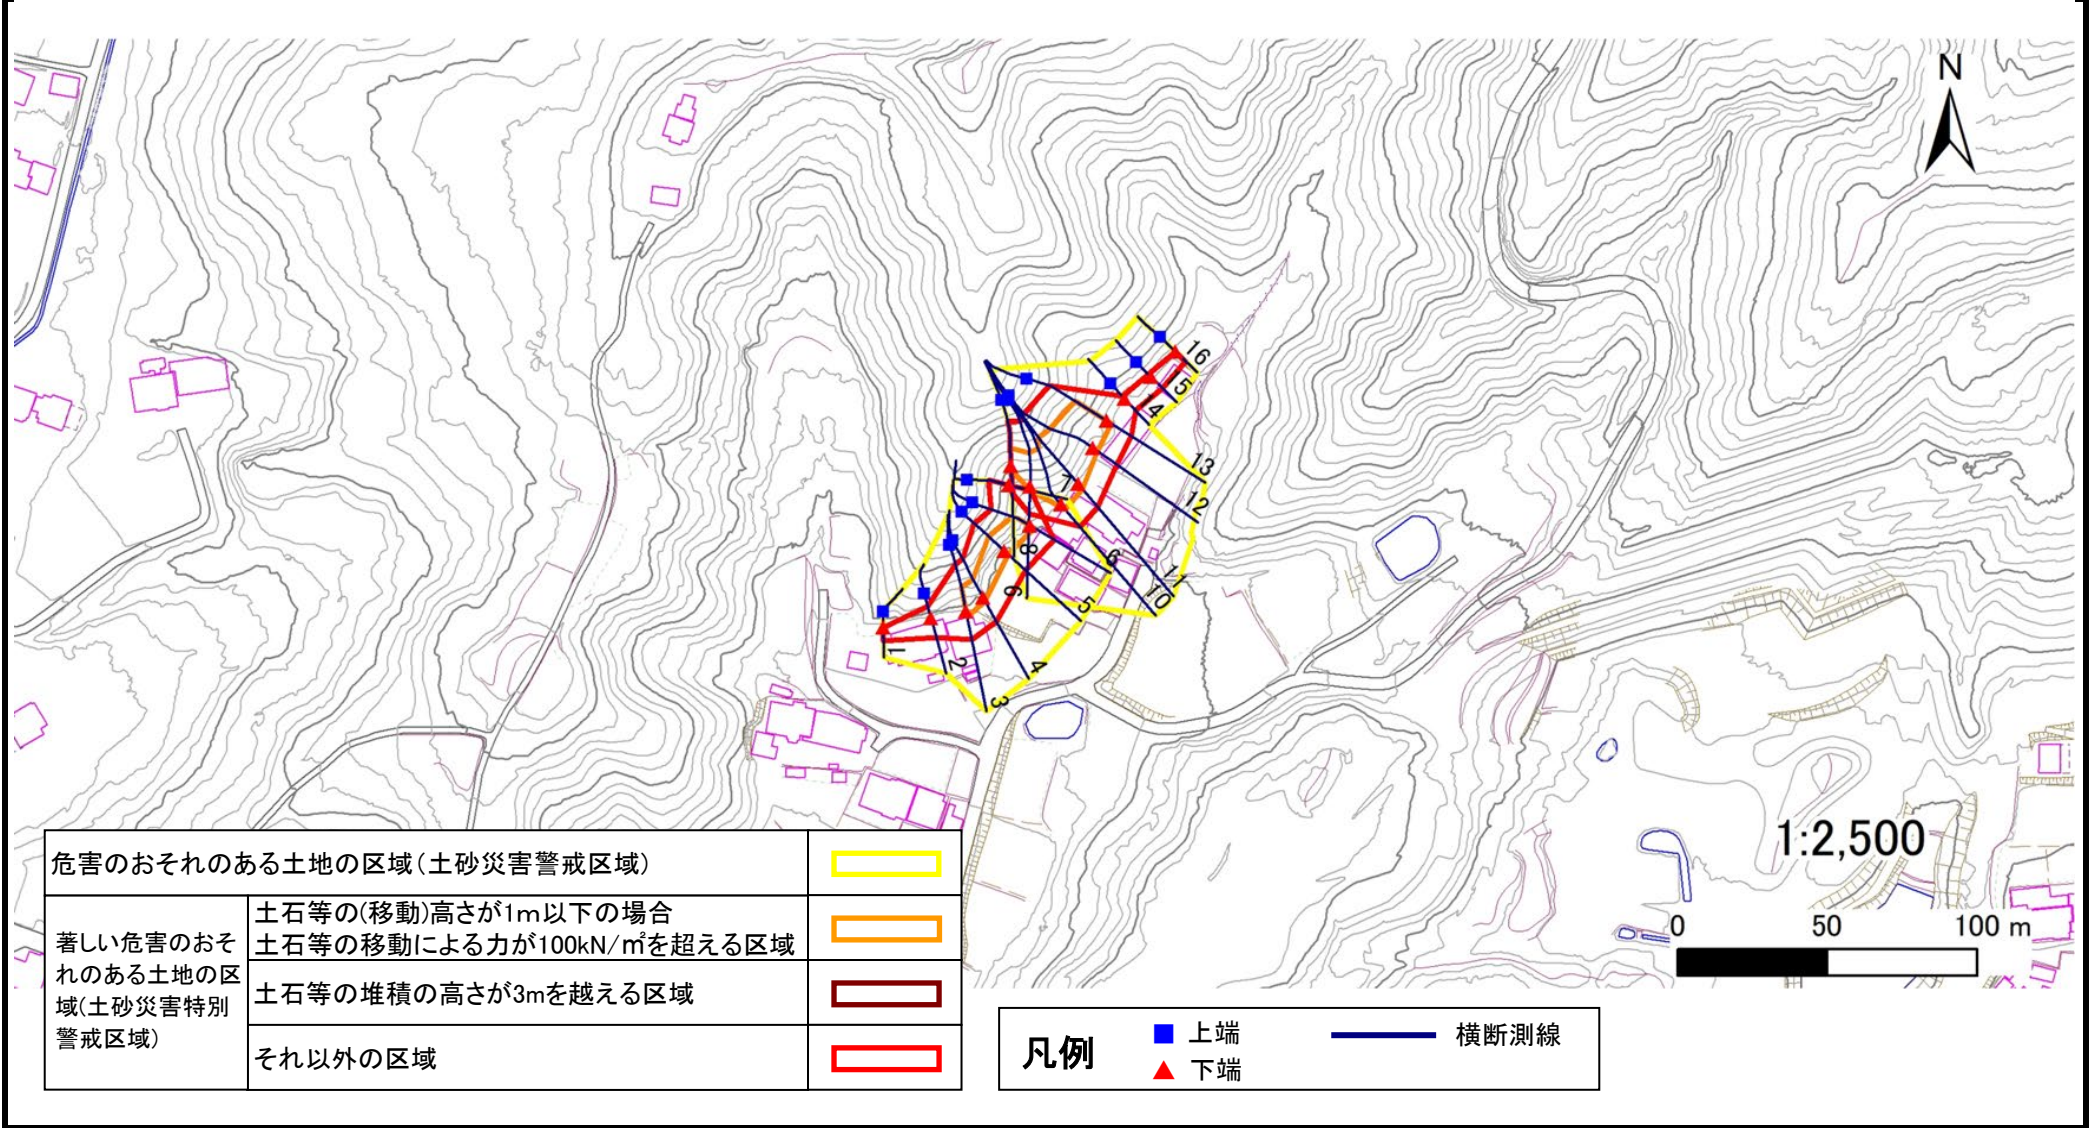 N
16
15
14
13
12
7
8
6
11
10
9
5
4
3
2
1
1:2,500
0 50 100 m
危害のおそれのある土地の区域(土砂災害警戒区域)
著しい危害のおそ
れのある土地の区
域(土砂災害特別
警戒区域)
土石等の(移動)高さが1m以下の場合
土石等の移動による力が100kN/㎡を超える区域
土石等の堆積の高さが3mを越える区域
それ以外の区域
凡例
上端
下端
横断測線